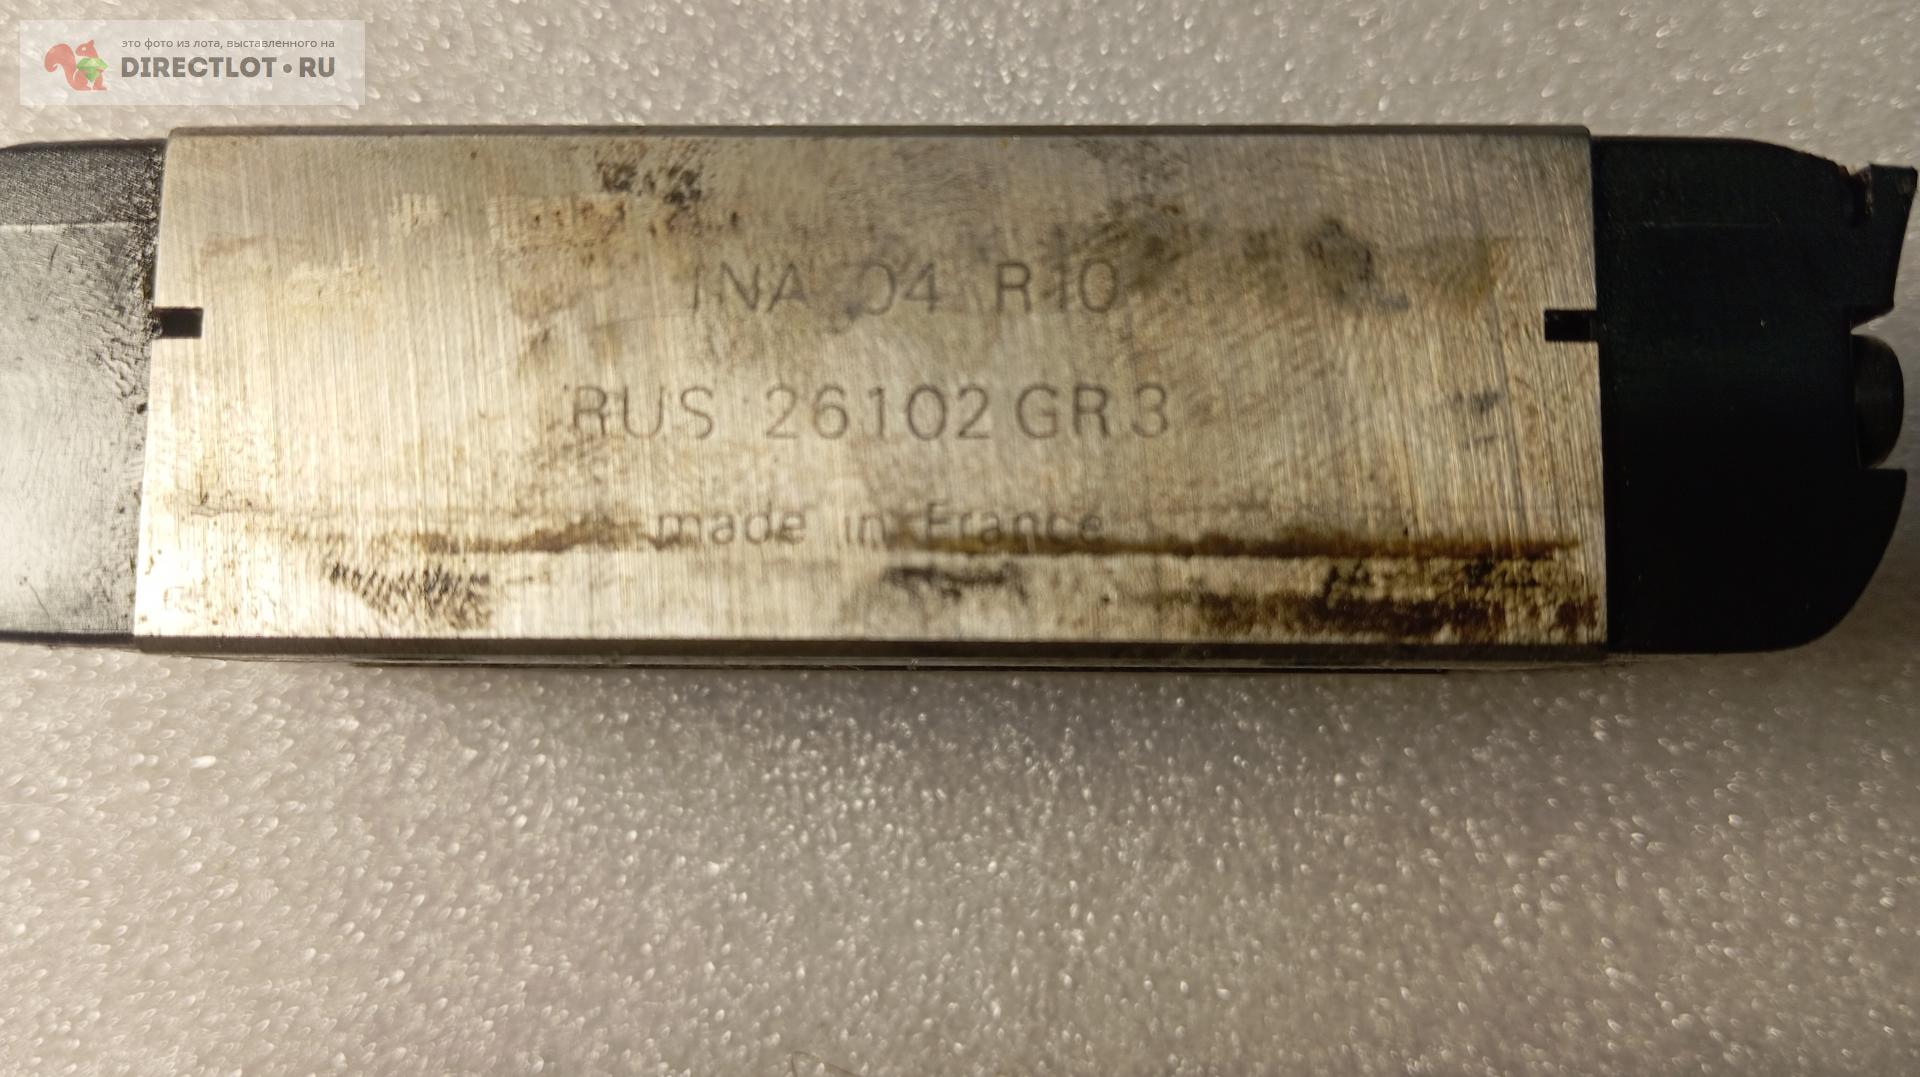 это фото из лота, выставленного на
DIRECTLOT•RU
INA 04 R10
RUS 26102 GR3
made in France